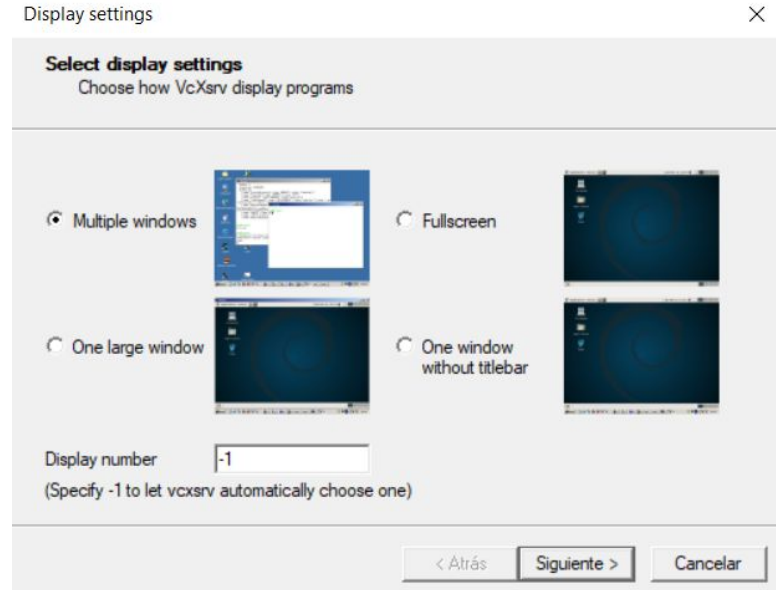 Display settings
Select display settings
Choose how VcXsrv display programs
Multiple windows
Fullscreen
One large window
One window
without titlebar
Display number
-1
(Specify -1 to let vcxsrv automatically choose one)
< Atrás
Siguiente >
Cancelar